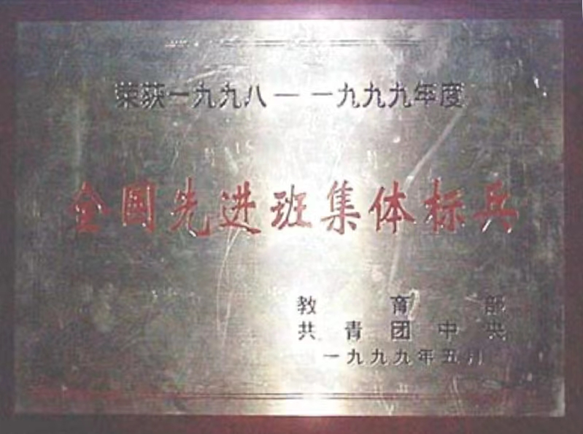 荣获一九九八——一九九九年度
全国先进班集体标兵
教育部
共青团中央
一九九九年五月